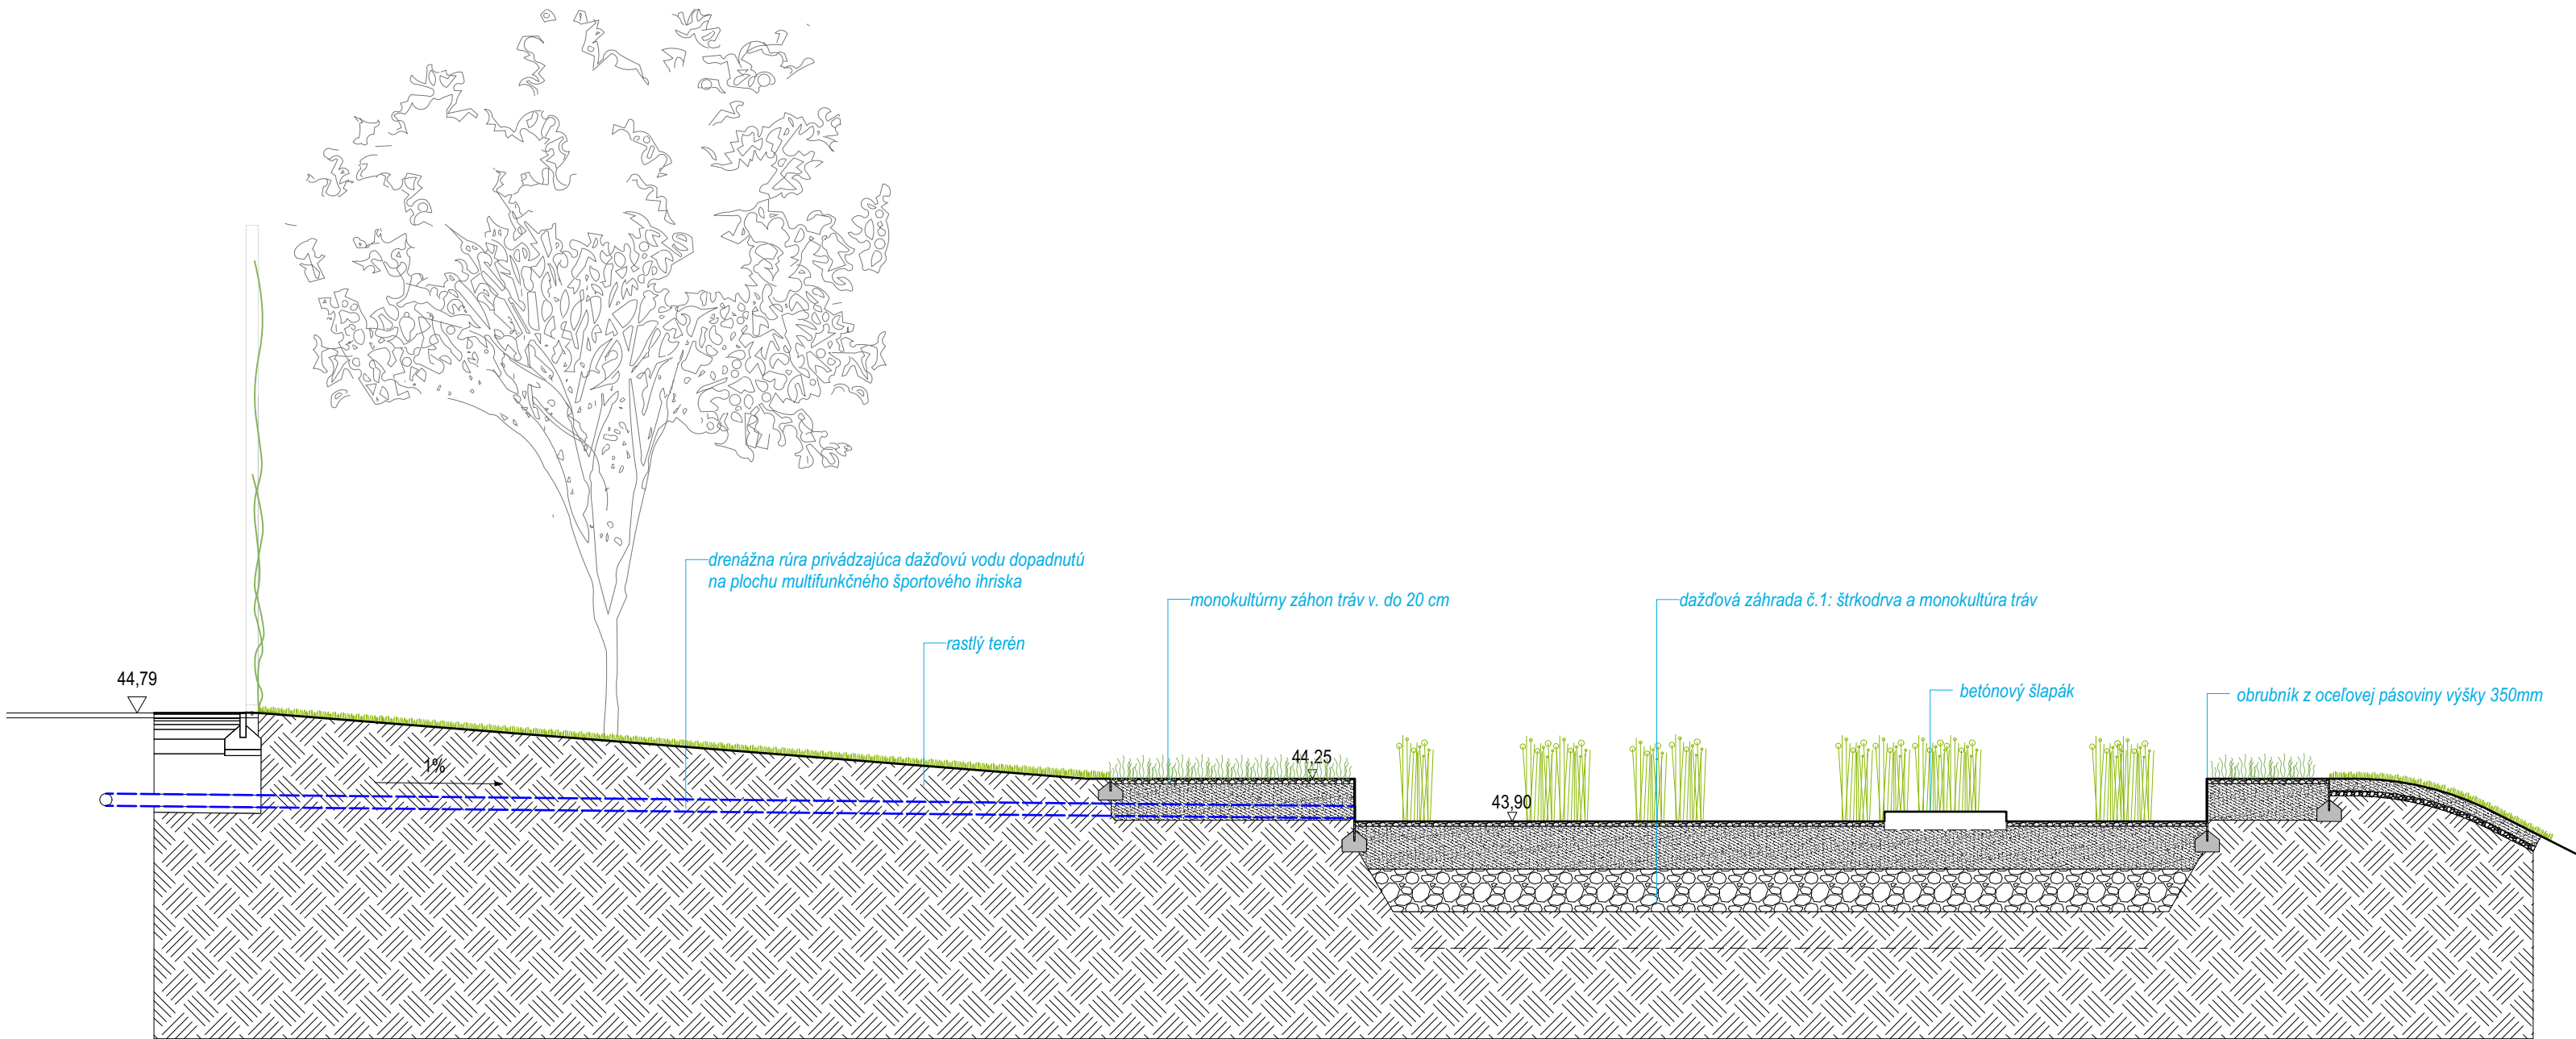 drenážna rúra privádzajúca dažďovú vodu dopadnutú
na plochu multifunkčného športového ihriska
monokultúrny záhon tráv v. do 20 cm
dažďová záhrada č.1: štrkodrva a monokultúra tráv
rastlý terén
44,79
betónový šlapák
obrubník z oceľovej pásoviny výšky 350mm
44,25
1%
43,90